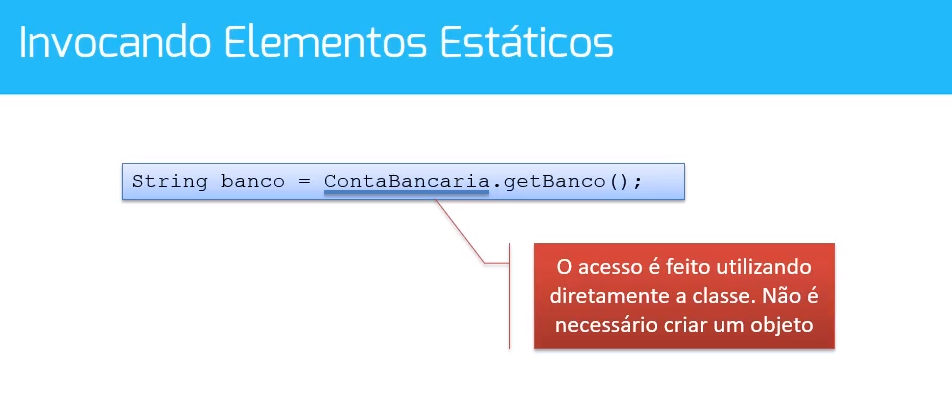 Invocando Elementos Estáticos
String banco = ContaBancaria.getBanco();
O acesso é feito utilizando
diretamente a classe. Não é
necessário criar um objeto